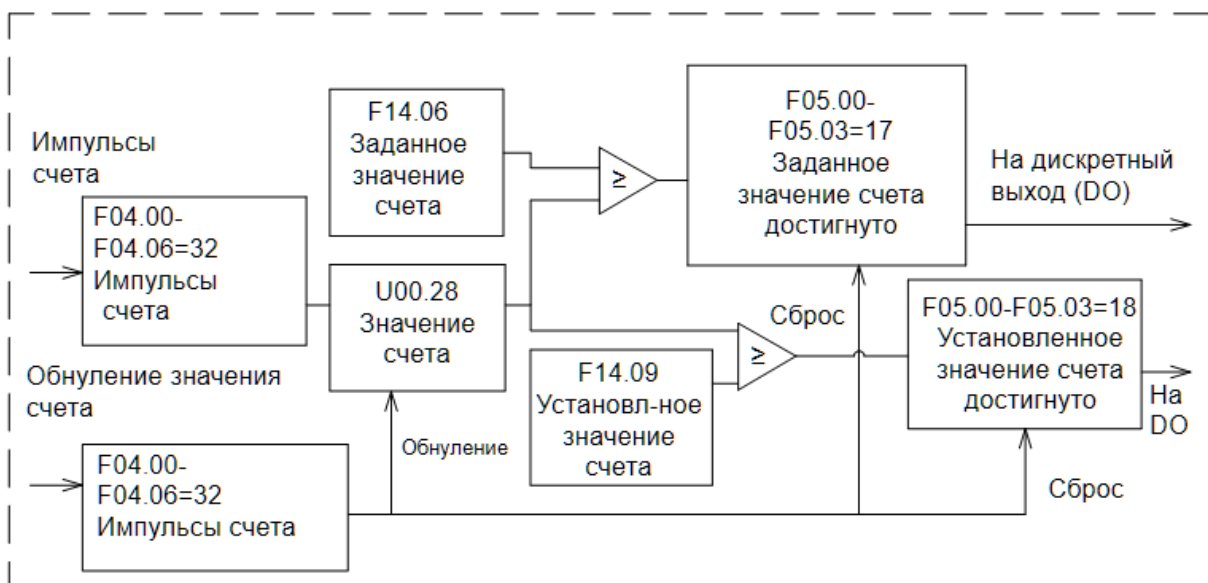 Импульсы
счета
F04.00-
F04.06=32
Импульсы
счета
F14.06
Заданное
значение
счета
≥
F05.00-
F05.03=17
Заданное
значение счета
достигнуто
На дискретный
выход (DO)
U00.28
Значение
счета
Сброс
≥
F14.09
Установл-ное
значение
счета
F05.00-F05.03=18
Установленное
значение счета
достигнуто
На
DO
Обнуление значения
счета
F04.00-
F04.06=32
Импульсы счета
Обнуление
Сброс